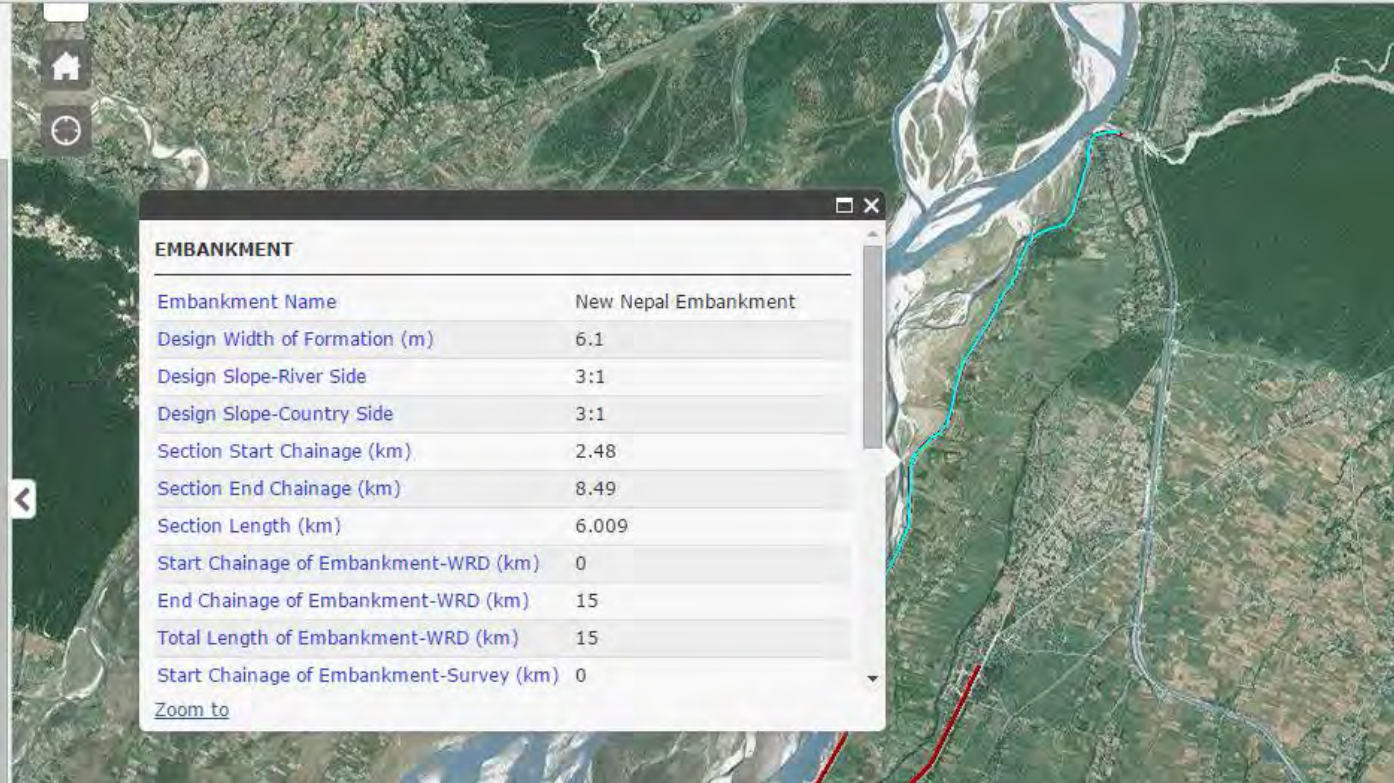 EMBANKMENT
Embankment Name New Nepal Embankment
Design Width of Formation (m) 6.1
Design Slope-River Side 3:1
Design Slope-Country Side 3:1
Section Start Chainage (km) 2.48
Section End Chainage (km) 8.49
Section Length (km) 6.009
Start Chainage of Embankment-WRD (km) 0
End Chainage of Embankment-WRD (km) 15
Total Length of Embankment-WRD (km) 15
Start Chainage of Embankment-Survey (km) 0
Zoom to